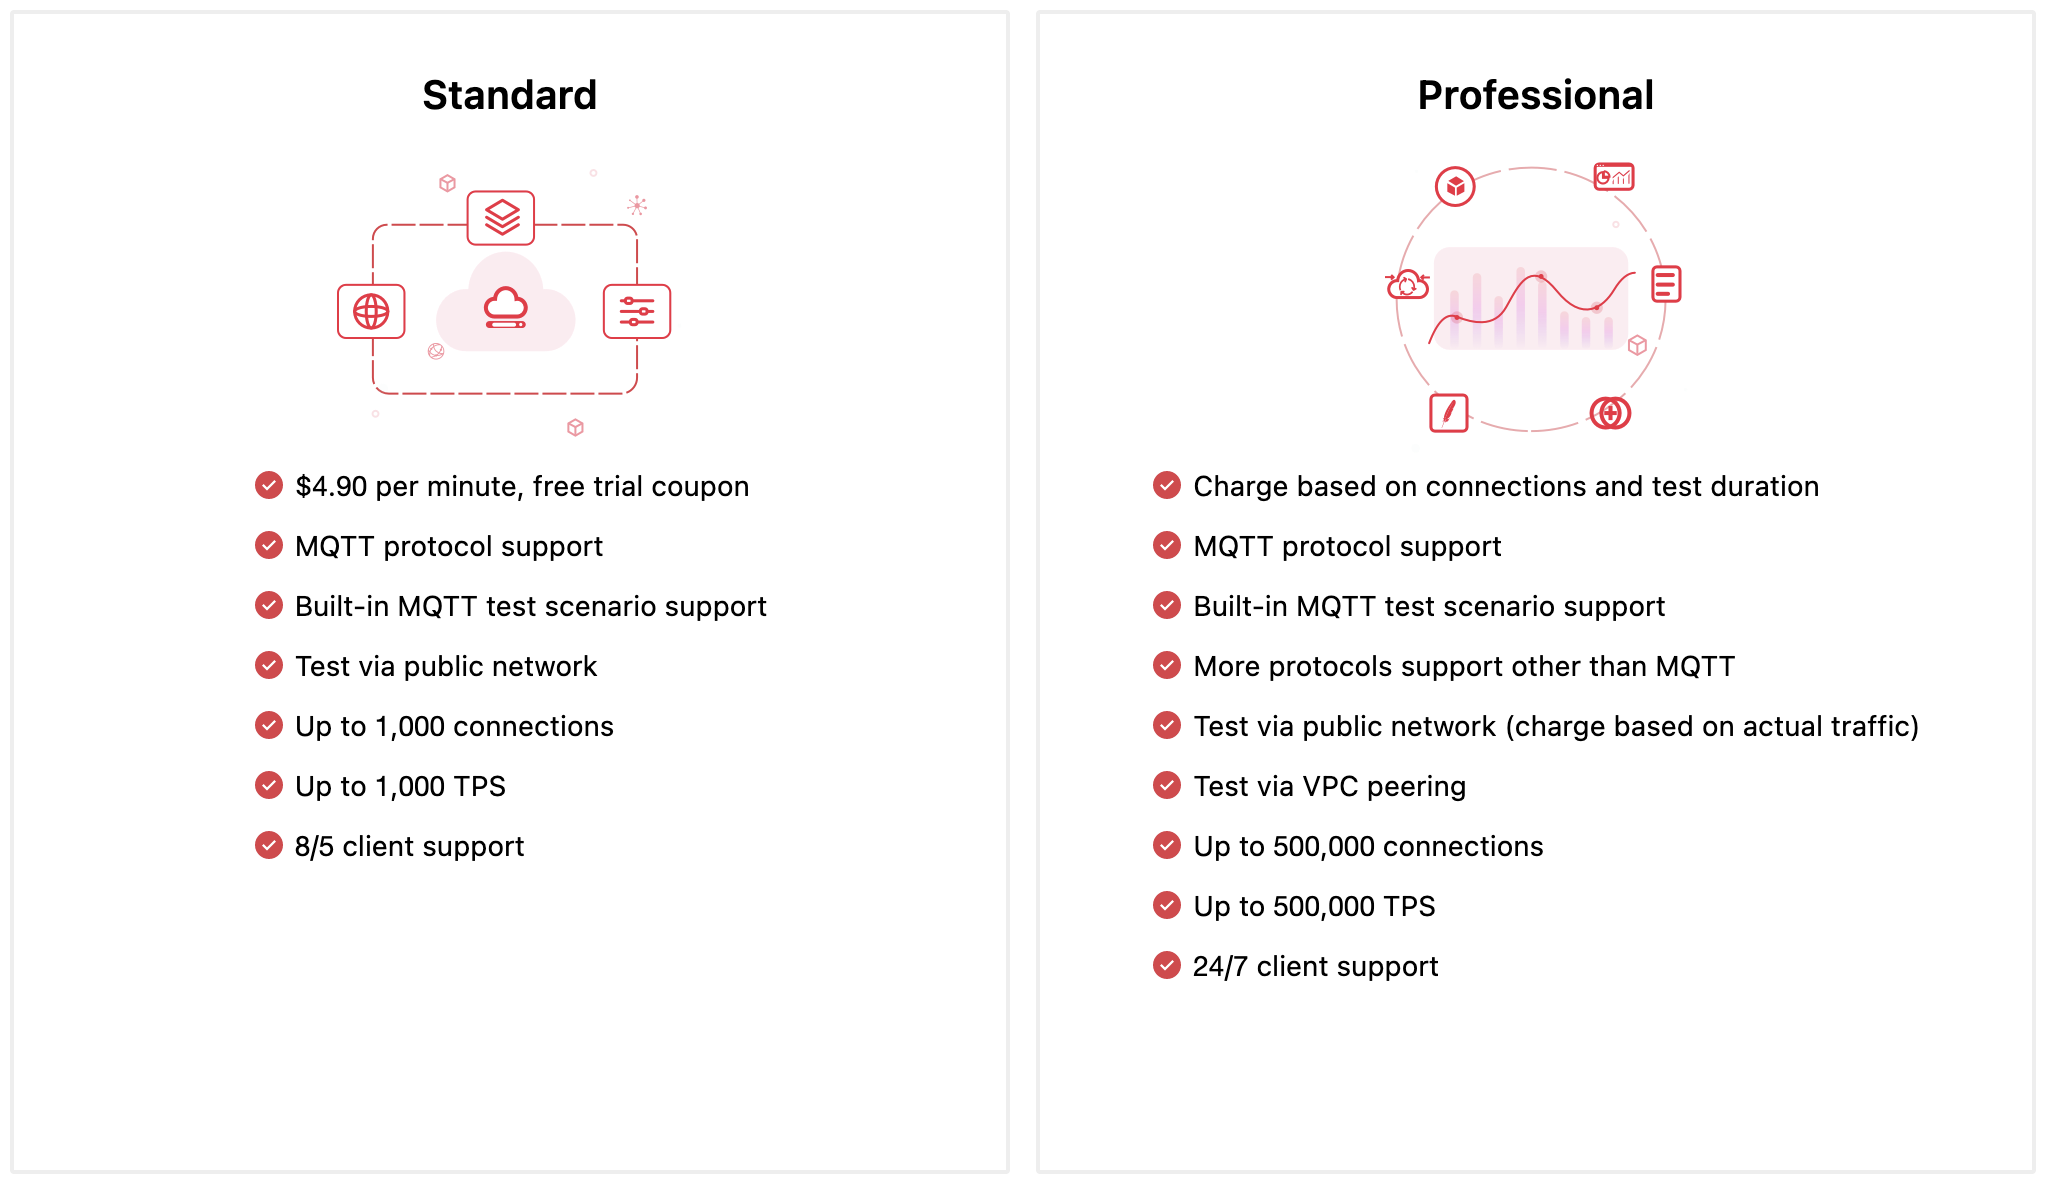 Standard
$4.90 per minute, free trial coupon
MQTT protocol support
Built-in MQTT test scenario support
Test via public network
Up to 1,000 connections
Up to 1,000 TPS
8/5 client support
Professional
Charge based on connections and test duration
MQTT protocol support
Built-in MQTT test scenario support
More protocols support other than MQTT
Test via public network (charge based on actual traffic)
Test via VPC peering
Up to 500,000 connections
Up to 500,000 TPS
24/7 client support